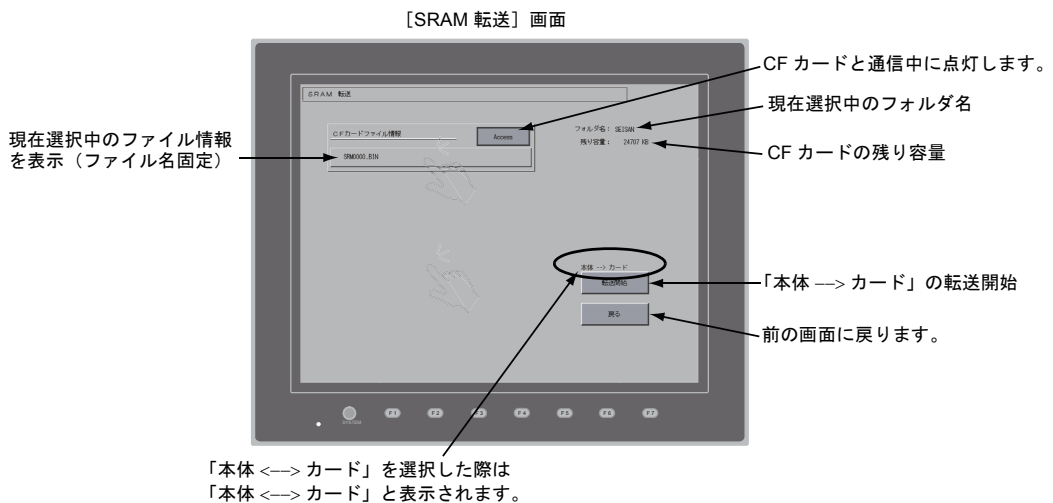 ［SRAM 転送］画面
CF カードと通信中に点灯します。
SRAM 転送
現在選択中のフォルダ名
CFカードファイル情報
Access
フォルダ名： SEISAN
現在選択中のファイル情報
を表示（ファイル名固定）
残り容量： 24707 KB
CF カードの残り容量
SRM0000.BIN
本体 --> カード
転送開始
「本体 --> カード」の転送開始
戻る
前の画面に戻ります。
SYSTEM
F1
F2
F3
F4
F5
F6
F7
「本体 <--> カード」を選択した際は
「本体 <--> カード」と表示されます。